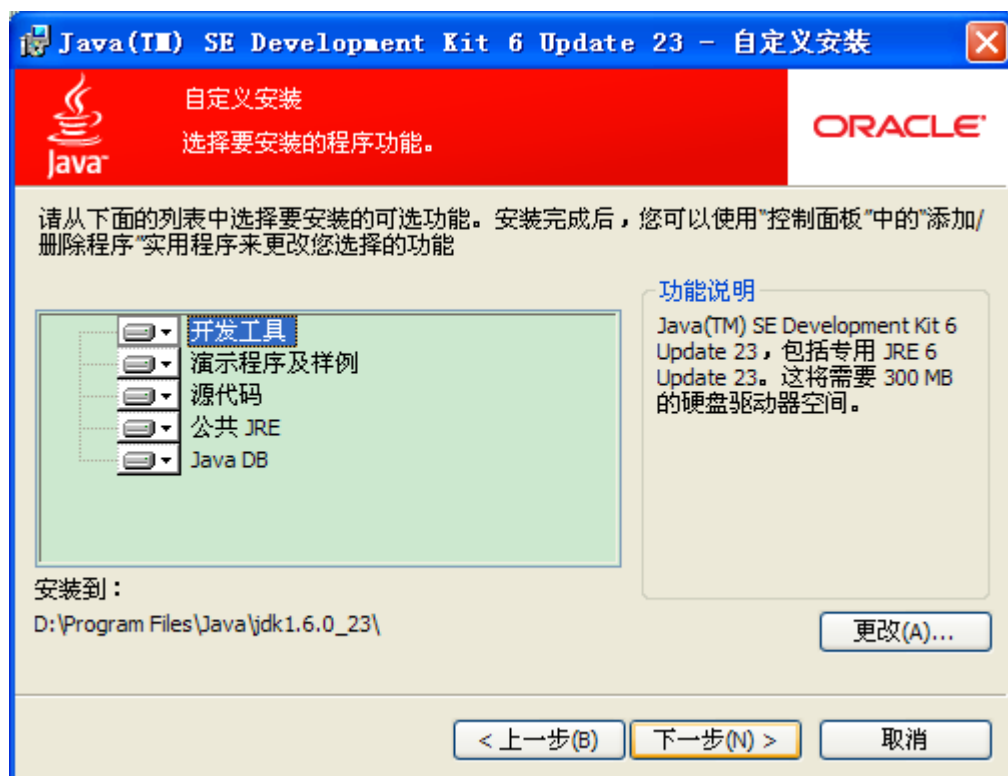 Java(TM) SE Development Kit 6 Update 23 - 自定义安装
自定义安装
选择要安装的程序功能。
Java™
ORACLE®
请从下面的列表中选择要安装的可选功能。安装完成后，您可以使用"控制面板"中的"添加/
删除程序"实用程序来更改您选择的功能
开发工具
演示程序及样例
源代码
公共 JRE
Java DB
功能说明
Java(TM) SE Development Kit 6
Update 23，包括专用 JRE 6
Update 23。这将需要 300 MB
的硬盘驱动器空间。
安装到：
D:\Program Files\Java\jdk1.6.0_23\
更改(A)...
< 上一步(B)
下一步(N) >
取消